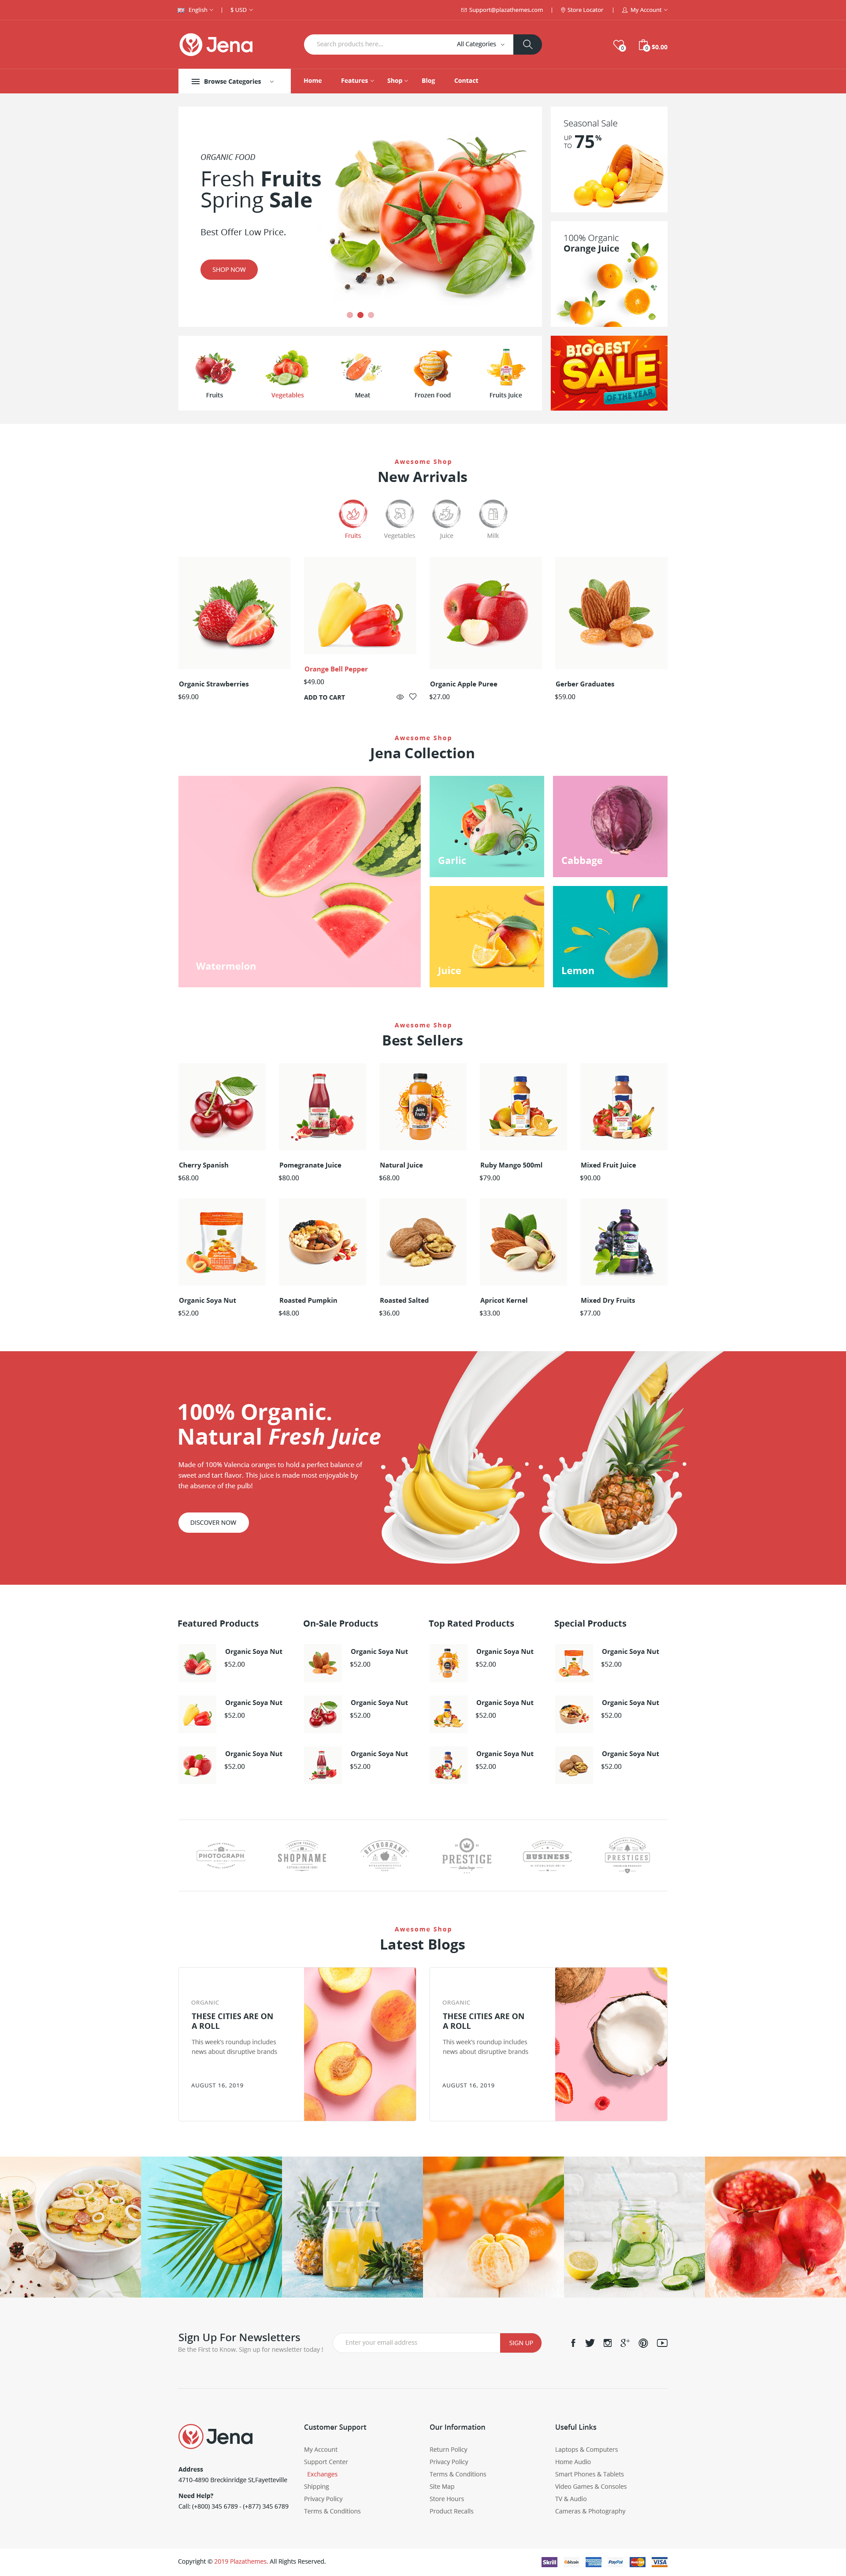 English
$ USD
Support@plazathemes.com
Store Locator
My Account
Jena
Search products here...
All Categories
0
0 $0.00
Browse Categories
Home
Features
Shop
Blog
Contact
ORGANIC FOOD
Fresh Fruits
Spring Sale
Best Offer Low Price.
SHOP NOW
Seasonal Sale
UP TO 75%
100% Organic
Orange Juice
Fruits
Vegetables
Meat
Frozen Food
Fruits Juice
BIGGEST
SALE
OF THE YEAR
Awesome Shop
New Arrivals
Fruits
Vegetables
Juice
Milk
Organic Strawberries
$69.00
Orange Bell Pepper
$49.00
ADD TO CART
Organic Apple Puree
$27.00
Gerber Graduates
$59.00
Awesome Shop
Jena Collection
Watermelon
Garlic
Cabbage
Juice
Lemon
Awesome Shop
Best Sellers
Cherry Spanish
$68.00
Pomegranate Juice
$80.00
Natural Juice
$68.00
Ruby Mango 500ml
$79.00
Mixed Fruit Juice
$90.00
Organic Soya Nut
$52.00
Roasted Pumpkin
$48.00
Roasted Salted
$36.00
Apricot Kernel
$33.00
Mixed Dry Fruits
$77.00
100% Organic.
Natural Fresh Juice
Made of 100% Valencia oranges to hold a perfect balance of
sweet and tart flavor. This juice is made most enjoyable by
the absence of the pulb!
DISCOVER NOW
Featured Products
Organic Soya Nut
$52.00
Organic Soya Nut
$52.00
Organic Soya Nut
$52.00
On-Sale Products
Organic Soya Nut
$52.00
Organic Soya Nut
$52.00
Organic Soya Nut
$52.00
Top Rated Products
Organic Soya Nut
$52.00
Organic Soya Nut
$52.00
Organic Soya Nut
$52.00
Special Products
Organic Soya Nut
$52.00
Organic Soya Nut
$52.00
Organic Soya Nut
$52.00
PHOTOGRAPH
SHOPNAME
RETROBRAND
PRESTIGE
BUSINESS
PRESTIGES
Awesome Shop
Latest Blogs
ORGANIC
THESE CITIES ARE ON
A ROLL
This week's roundup includes
news about disruptive brands
AUGUST 16, 2019
ORGANIC
THESE CITIES ARE ON
A ROLL
This week's roundup includes
news about disruptive brands
AUGUST 16, 2019
Sign Up For Newsletters
Be the First to Know. Sign up for newsletter today !
Enter your email address
SIGN UP
Jena
Address
4710-4890 Breckinridge St,Fayetteville
Need Help?
Call: (+800) 345 6789 - (+877) 345 6789
Customer Support
My Account
Support Center
Exchanges
Shipping
Privacy Policy
Terms & Conditions
Our Information
Return Policy
Privacy Policy
Terms & Conditions
Site Map
Store Hours
Product Recalls
Useful Links
Laptops & Computers
Home Audio
Smart Phones & Tablets
Video Games & Consoles
TV & Audio
Cameras & Photography
Copyright © 2019 Plazathemes. All Rights Reserved.
Skrill
PayPal
VISA